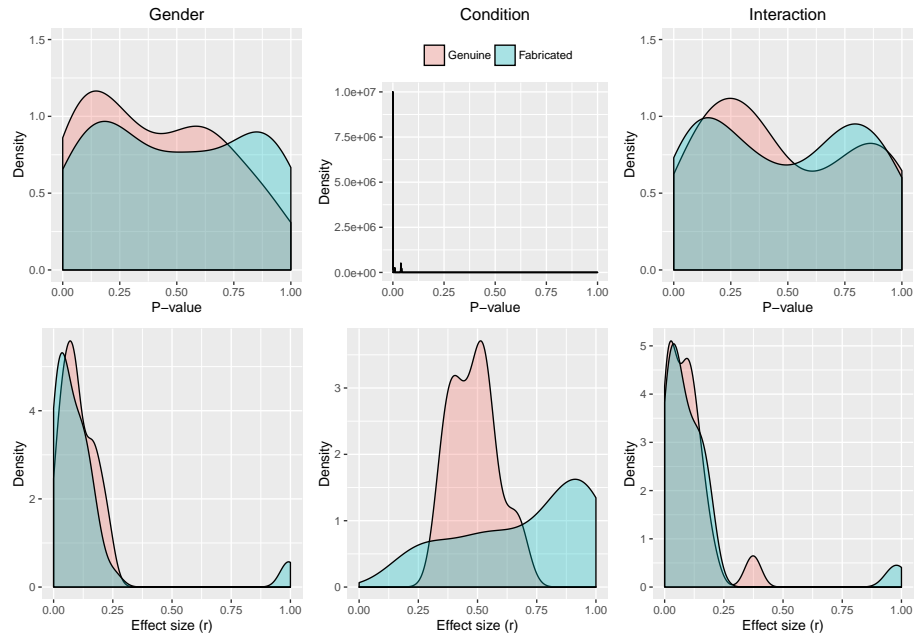 Gender
Condition
Interaction
Genuine
Fabricated
1.5
1.0
0.5
0.0
Density
0.00
0.25
0.50
0.75
1.00
P−value
1.0e+07
7.5e+06
5.0e+06
2.5e+06
0.0e+00
Density
0.00
0.25
0.50
0.75
1.00
P−value
1.5
1.0
0.5
0.0
Density
0.00
0.25
0.50
0.75
1.00
P−value
4
2
0
Density
0.00
0.25
0.50
0.75
1.00
Effect size (r)
3
2
1
0
Density
0.00
0.25
0.50
0.75
1.00
Effect size (r)
5
4
3
2
1
0
Density
0.00
0.25
0.50
0.75
1.00
Effect size (r)